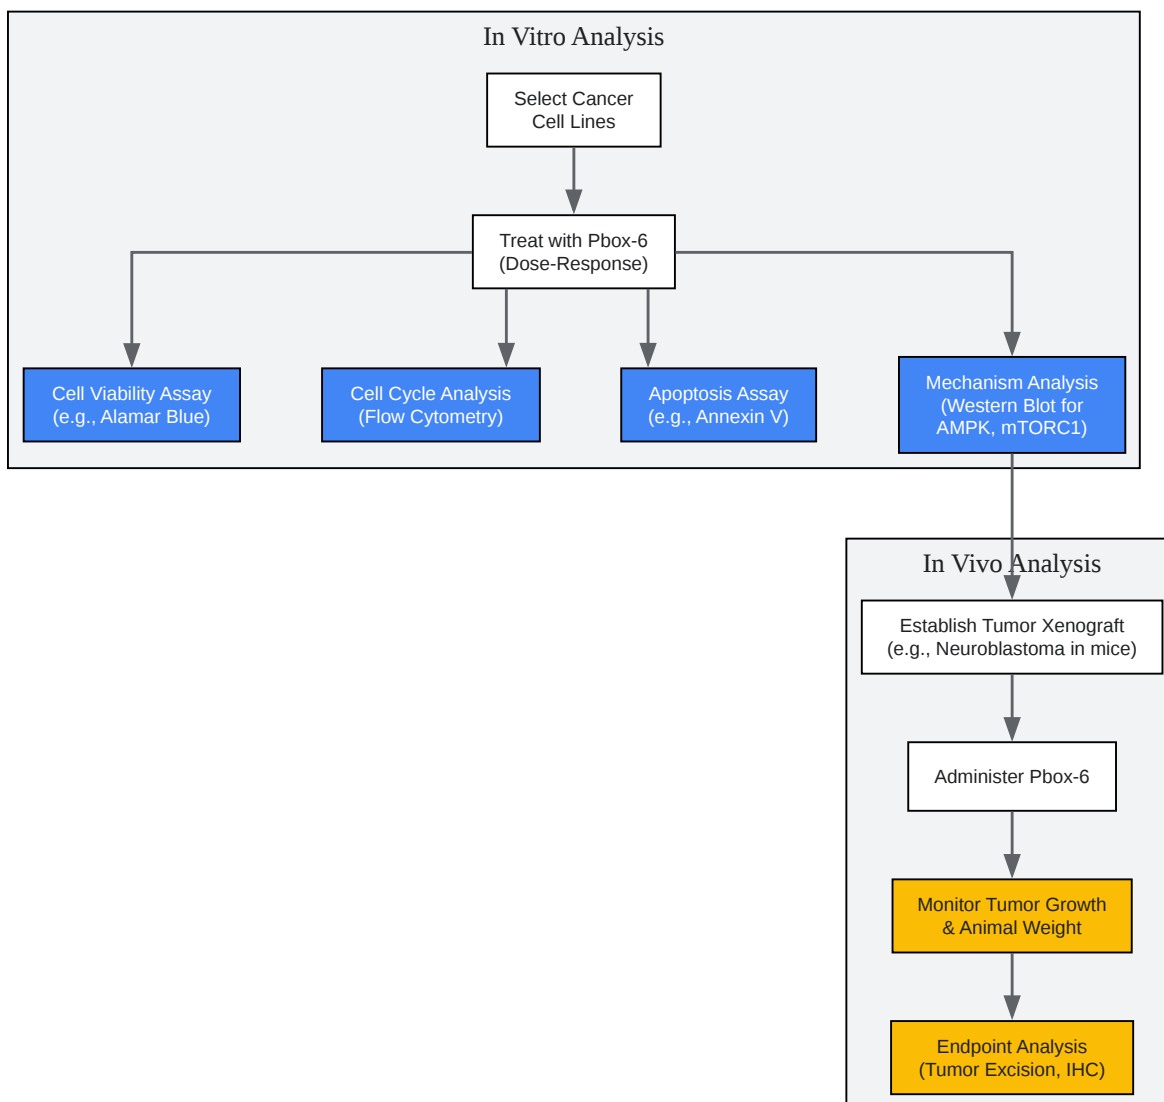 In Vitro Analysis
Select Cancer
Cell Lines
Treat with Pbox-6
(Dose-Response)
Cell Viability Assay
(e.g., Alamar Blue)
Cell Cycle Analysis
(Flow Cytometry)
Apoptosis Assay
(e.g., Annexin V)
Mechanism Analysis
(Western Blot for
AMPK, mTORC1)
In Vivo Analysis
Establish Tumor Xenograft
(e.g., Neuroblastoma in mice)
Administer Pbox-6
Monitor Tumor Growth
& Animal Weight
Endpoint Analysis
(Tumor Excision, IHC)